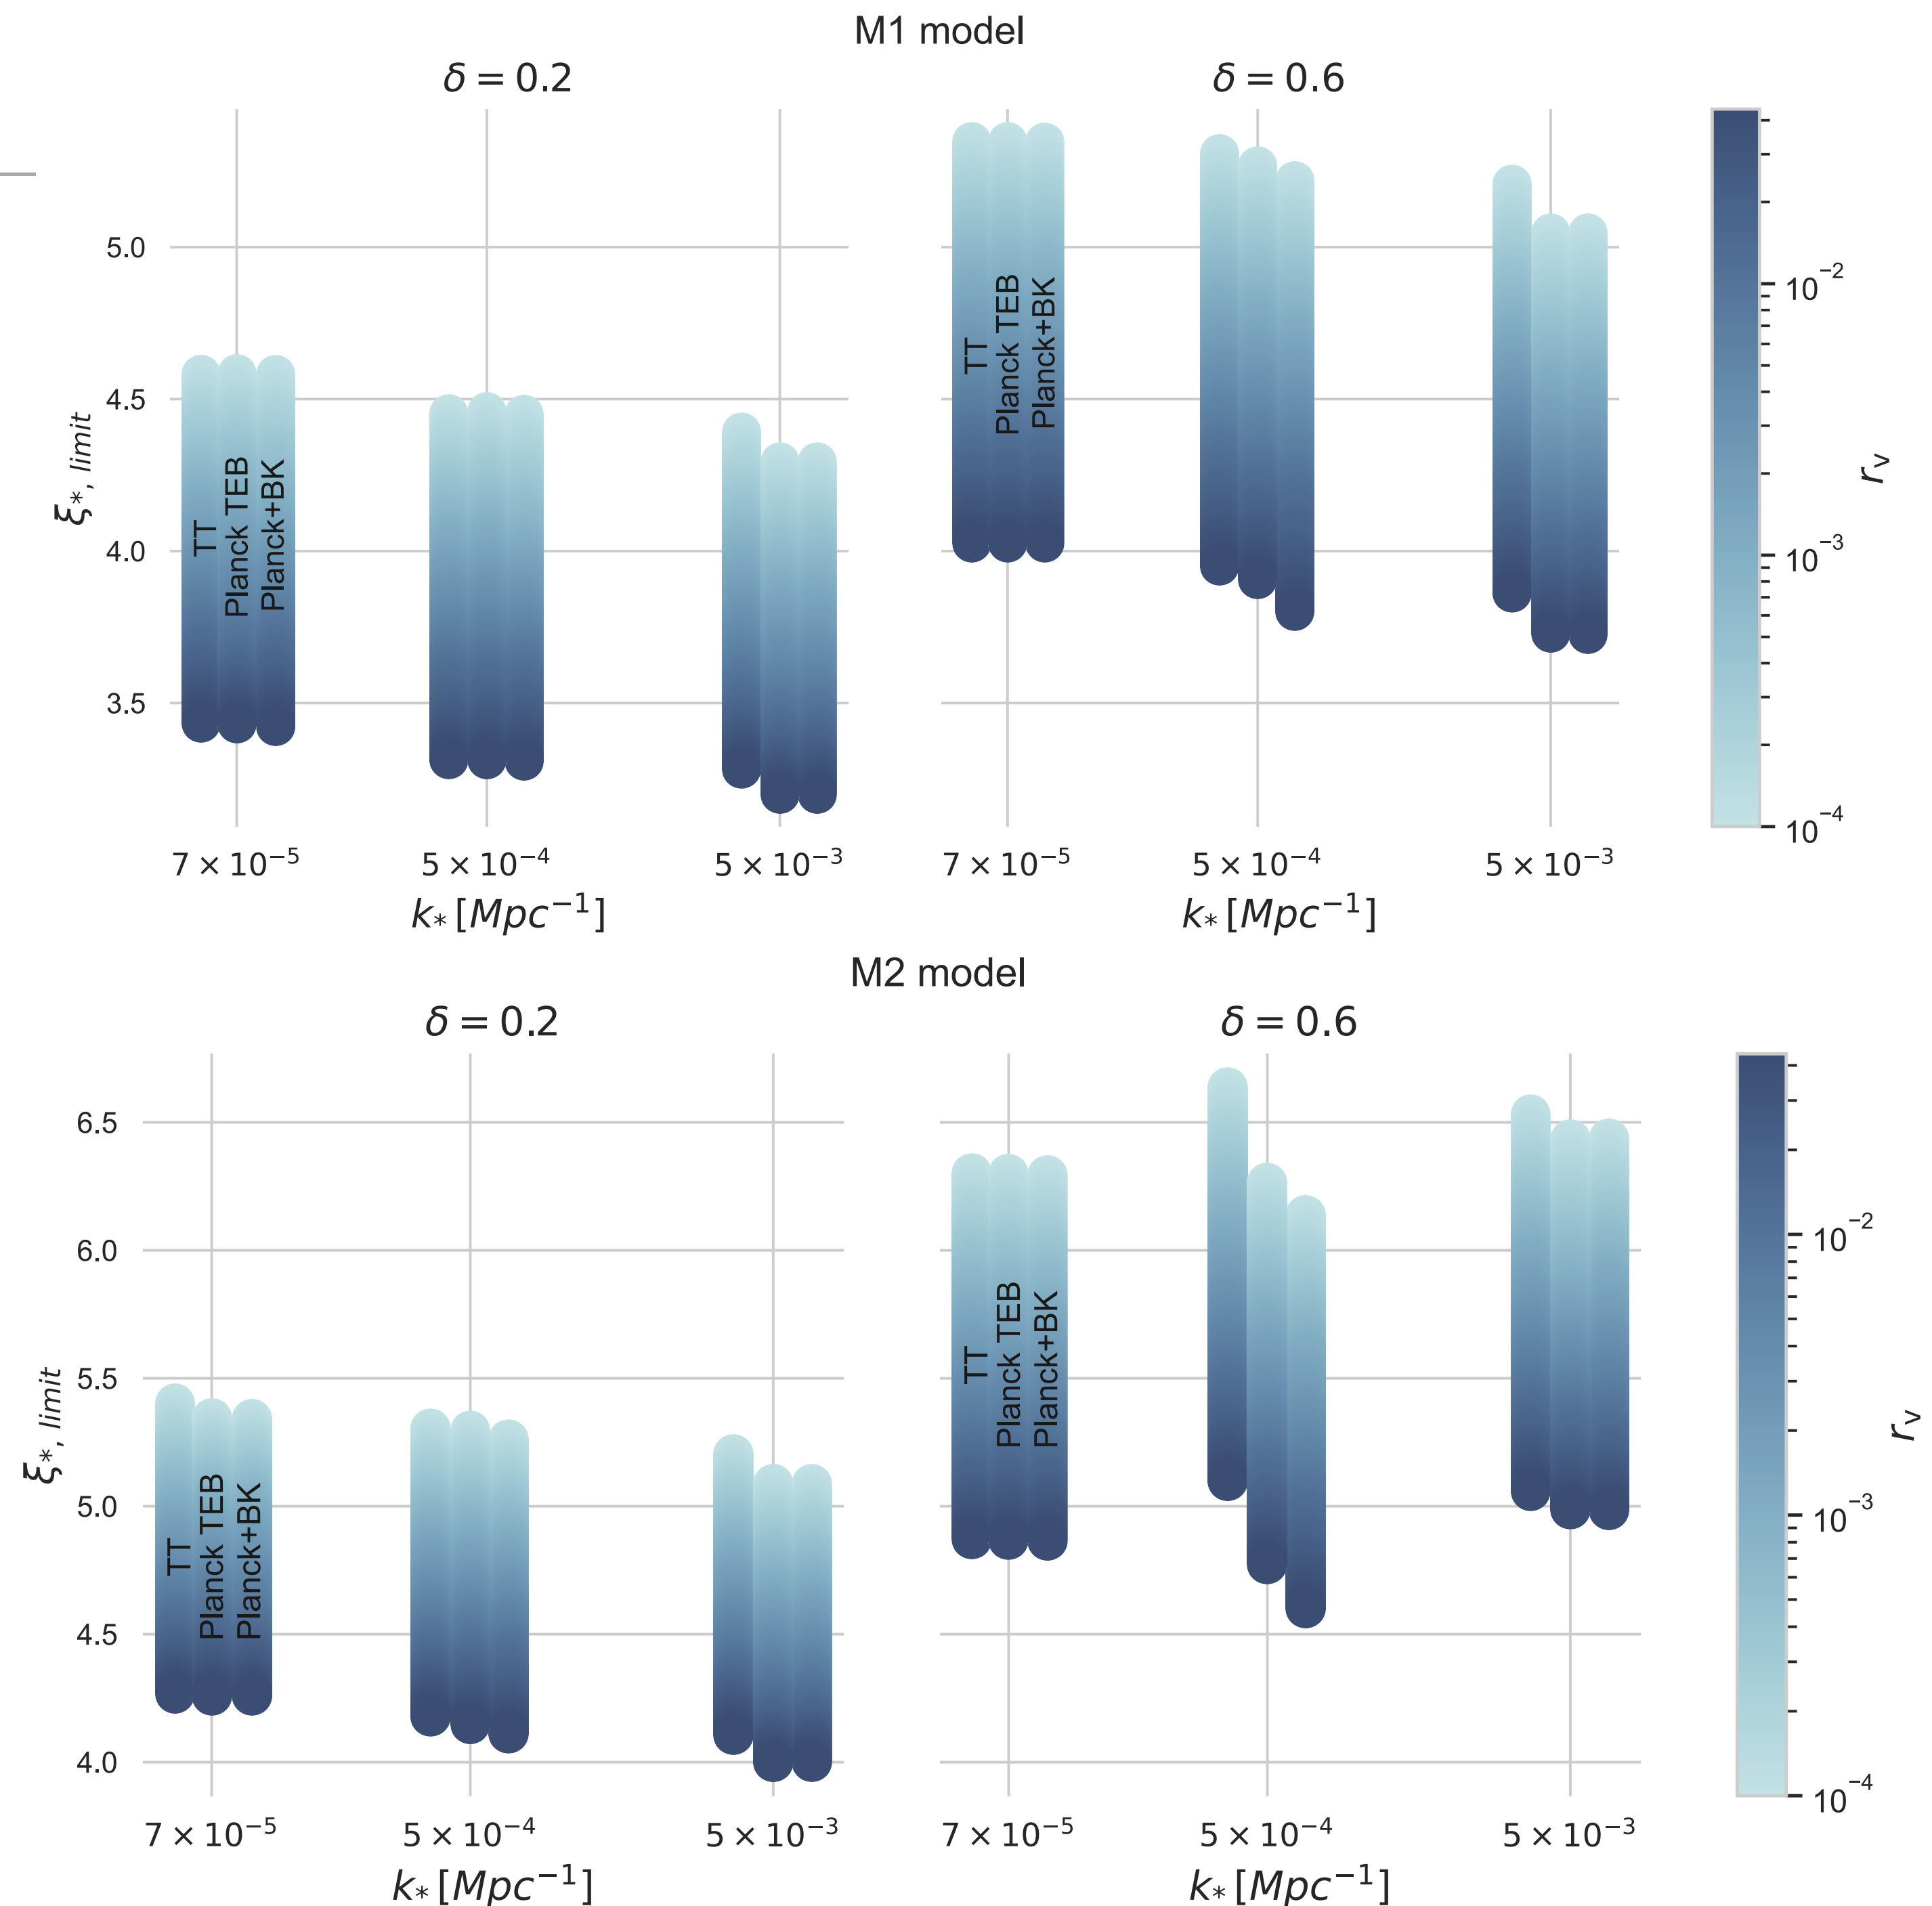 M1 model
δ = 0.2
δ = 0.6
5.0
4.5
4.0
3.5
ξ*, limit
TT
Planck TEB
Planck+BK
TT
Planck TEB
Planck+BK
7 × 10⁻⁵
5 × 10⁻⁴
5 × 10⁻³
7 × 10⁻⁵
5 × 10⁻⁴
5 × 10⁻³
k* [Mpc⁻¹]
k* [Mpc⁻¹]
10⁻²
10⁻³
10⁻⁴
rᵥ
M2 model
δ = 0.2
δ = 0.6
6.5
6.0
5.5
5.0
4.5
4.0
ξ*, limit
TT
Planck TEB
Planck+BK
TT
Planck TEB
Planck+BK
7 × 10⁻⁵
5 × 10⁻⁴
5 × 10⁻³
7 × 10⁻⁵
5 × 10⁻⁴
5 × 10⁻³
k* [Mpc⁻¹]
k* [Mpc⁻¹]
10⁻²
10⁻³
10⁻⁴
rᵥ